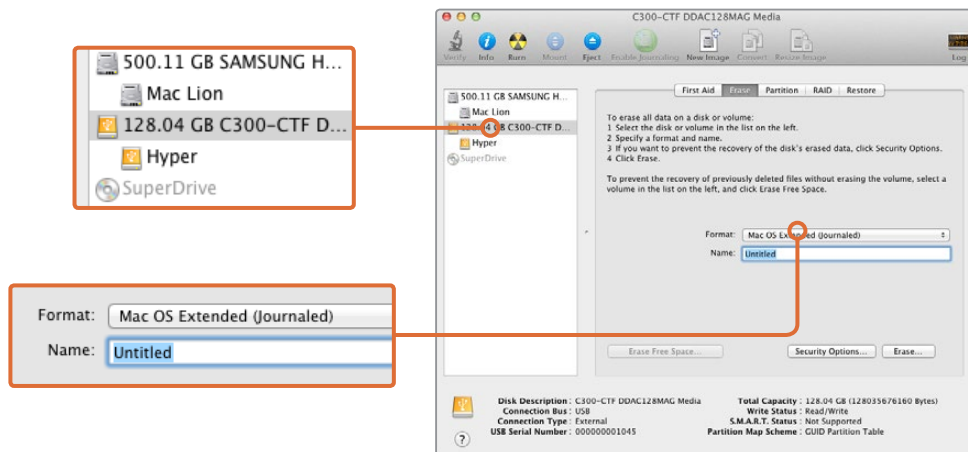 500.11 GB SAMSUNG H...
Mac Lion
128.04 GB C300-CTF D...
Hyper
SuperDrive
Format: Mac OS Extended (Journaled)
Name: Untitled
C300-CTF DDAC128MAG Media
Verify Info Burn Mount Eject Enable Journaling New Image Convert Resize Image Log
500.11 GB SAMSUNG H...
Mac Lion
128.04 GB C300-CTF D...
Hyper
SuperDrive
First Aid Erase Partition RAID Restore
To erase all data on a disk or volume:
1 Select the disk or volume in the list on the left.
2 Specify a format and name.
3 If you want to prevent the recovery of the disk's erased data, click Security Options.
4 Click Erase.
To prevent the recovery of previously deleted files without erasing the volume, select a
volume in the list on the left, and click Erase Free Space.
Format: Mac OS Extended (Journaled)
Name: Untitled
Erase Free Space... Security Options... Erase...
Disk Description : C300-CTF DDAC128MAG Media Total Capacity : 128.04 GB (128035676160 Bytes)
Connection Bus : USB Write Status : Read/Write
Connection Type : External S.M.A.R.T. Status : Not Supported
USB Serial Number : 000000001045 Partition Map Scheme : GUID Partition Table
?